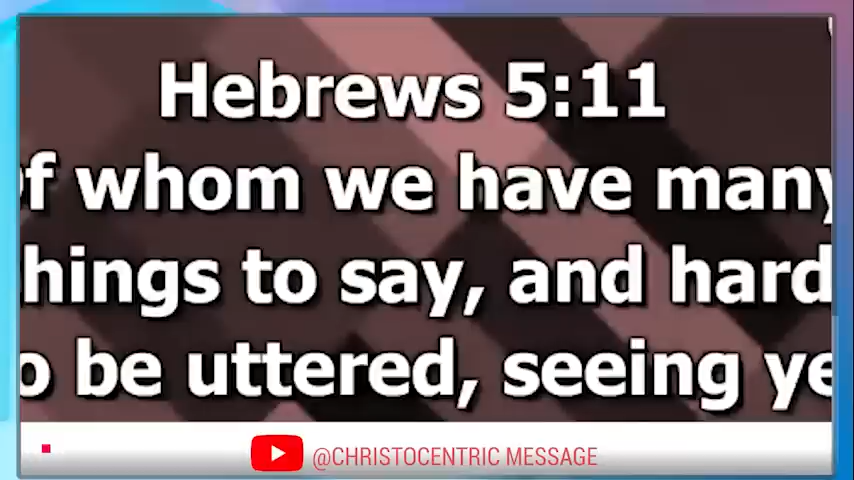 Hebrews 5:11
f whom we have many
hings to say, and hard
o be uttered, seeing ye
@CHRISTOCENTRIC MESSAGE